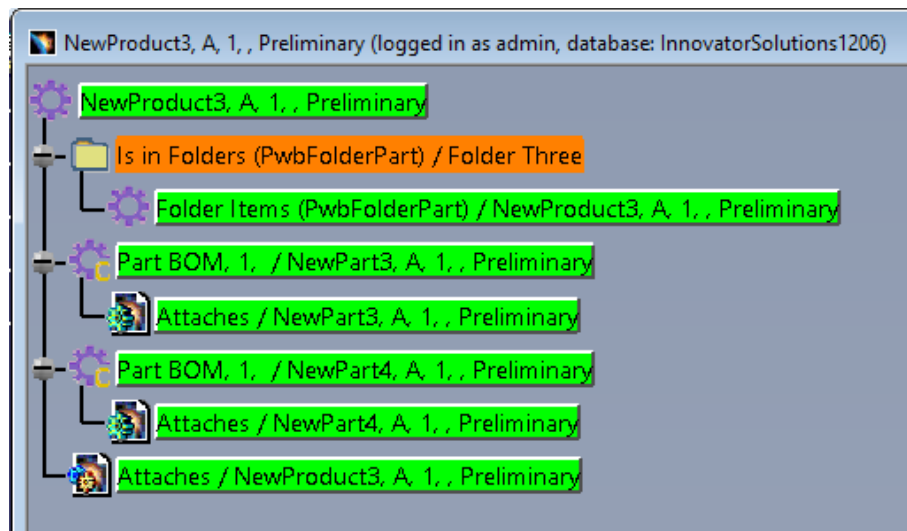 NewProduct3, A, 1, , Preliminary (logged in as admin, database: InnovatorSolutions1206)
NewProduct3, A, 1, , Preliminary
Is in Folders (PwbFolderPart) / Folder Three
Folder Items (PwbFolderPart) / NewProduct3, A, 1, , Preliminary
Part BOM, 1,  / NewPart3, A, 1, , Preliminary
Attaches / NewPart3, A, 1, , Preliminary
Part BOM, 1,  / NewPart4, A, 1, , Preliminary
Attaches / NewPart4, A, 1, , Preliminary
Attaches / NewProduct3, A, 1, , Preliminary